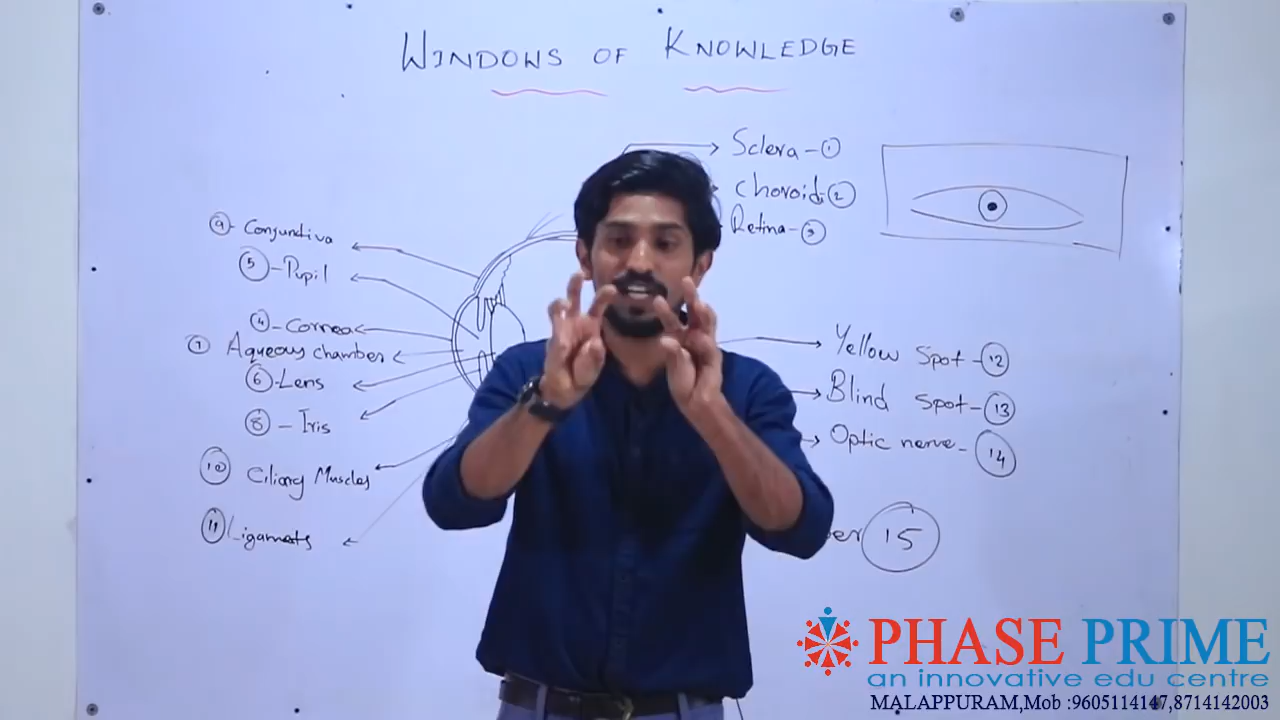 WINDOWS OF KNOWLEDGE
Sclera - 1
Choroid - 2
Retina - 3
9 - Conjundiva
5 - Pupil
4 - Cornea
7 Aqueous chamber
6 - Lens
8 - Iris
10 Ciliary Muscles
11 Ligaments
Yellow Spot - 12
Blind Spot - 13
Optic nerve - 14
15
PHASE PRIME
an innovative edu centre
MALAPPURAM,Mob :9605114147,8714142003